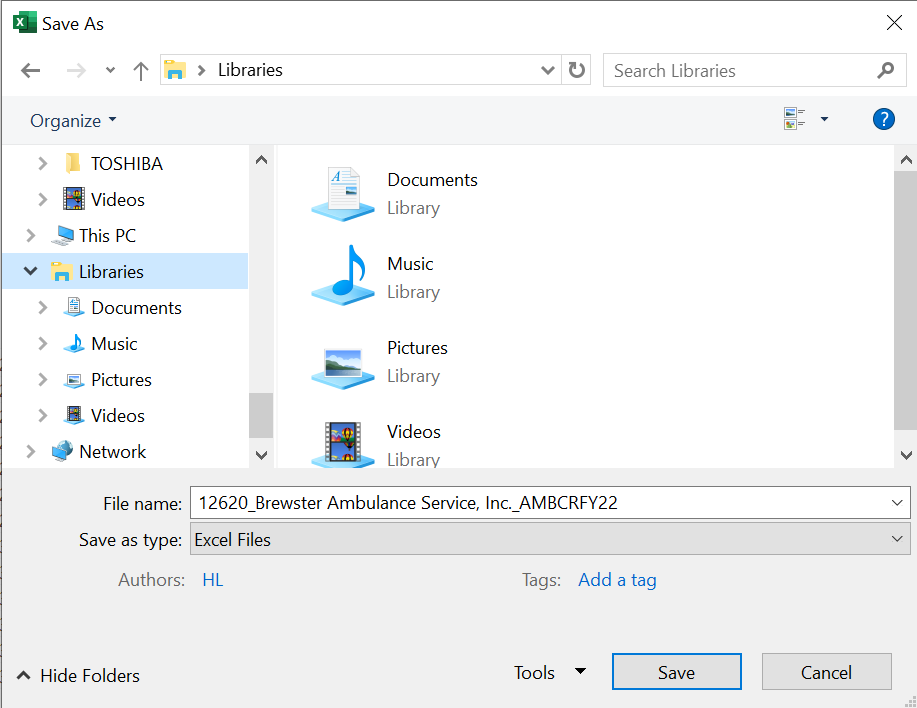 Save As
Libraries
Search Libraries
Organize
?
TOSHIBA
Videos
This PC
Libraries
Documents
Music
Pictures
Videos
Network
Documents
Library
Music
Library
Pictures
Library
Videos
Library
File name: 12620_Brewster Ambulance Service, Inc._AMBCRFY22
Save as type: Excel Files
Authors: HL Tags: Add a tag
Hide Folders Tools Save Cancel